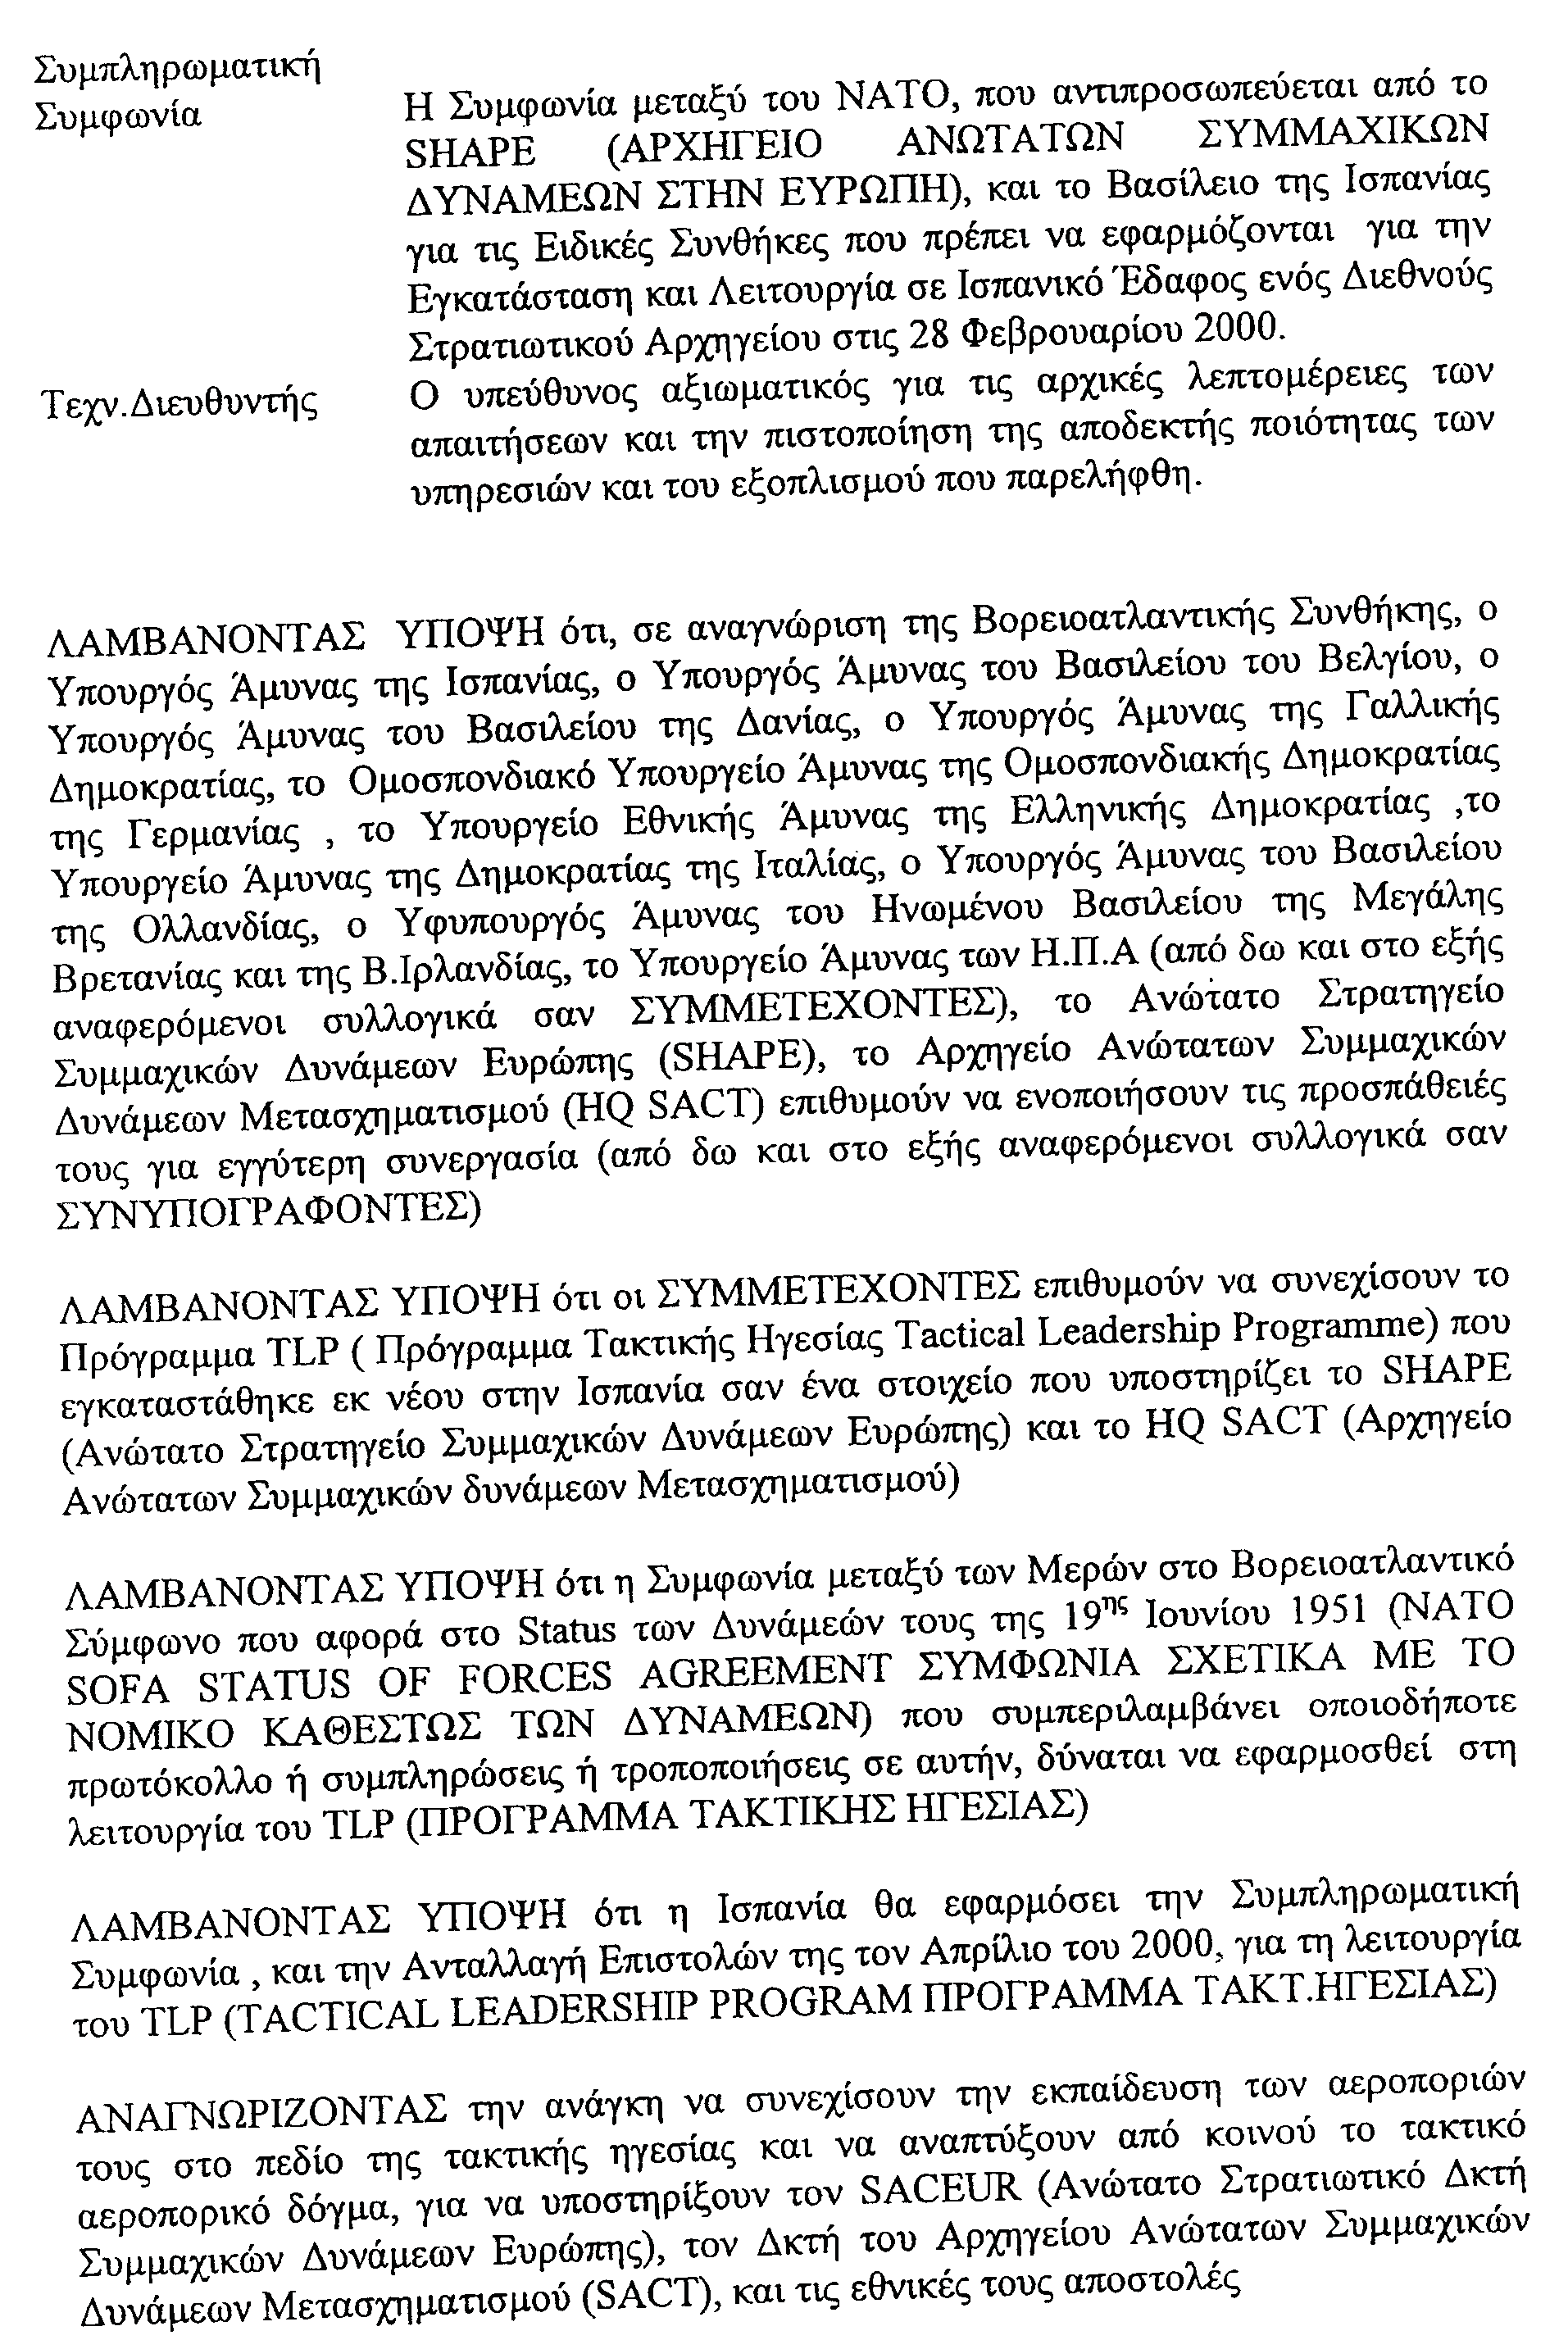 Συμπληρωματική
Συμφωνία
Η Συμφωνία μεταξύ του ΝΑΤΟ, που αντιπροσωπεύεται από το
SHAPE (ΑΡΧΗΓΕΙΟ ΑΝΩΤΑΤΩΝ ΣΥΜΜΑΧΙΚΩΝ
ΔΥΝΑΜΕΩΝ ΣΤΗΝ ΕΥΡΩΠΗ), και το Βασίλειο της Ισπανίας
για τις Ειδικές Συνθήκες που πρέπει να εφαρμόζονται για την
Εγκατάσταση και Λειτουργία σε Ισπανικό Έδαφος ενός Διεθνούς
Στρατιωτικού Αρχηγείου στις 28 Φεβρουαρίου 2000.
Τεχν.Διευθυντής
Ο υπεύθυνος αξιωματικός για τις αρχικές λεπτομέρειες των
απαιτήσεων και την πιστοποίηση της αποδεκτής ποιότητας των
υπηρεσιών και του εξοπλισμού που παρελήφθη.
ΛΑΜΒΑΝΟΝΤΑΣ ΥΠΟΨΗ ότι, σε αναγνώριση της Βορειοατλαντικής Συνθήκης, ο
Υπουργός Άμυνας της Ισπανίας, ο Υπουργός Άμυνας του Βασιλείου του Βελγίου, ο
Υπουργός Άμυνας του Βασιλείου της Δανίας, ο Υπουργός Άμυνας της Γαλλικής
Δημοκρατίας, το Ομοσπονδιακό Υπουργείο Άμυνας της Ομοσπονδιακής Δημοκρατίας
της Γερμανίας , το Υπουργείο Εθνικής Άμυνας της Ελληνικής Δημοκρατίας ,το
Υπουργείο Άμυνας της Δημοκρατίας της Ιταλίας, ο Υπουργός Άμυνας του Βασιλείου
της Ολλανδίας, ο Υφυπουργός Άμυνας του Ηνωμένου Βασιλείου της Μεγάλης
Βρετανίας και της Β.Ιρλανδίας, το Υπουργείο Άμυνας των Η.Π.Α (από δω και στο εξής
αναφερόμενοι συλλογικά σαν ΣΥΜΜΕΤΕΧΟΝΤΕΣ), το Ανώτατο Στρατηγείο
Συμμαχικών Δυνάμεων Ευρώπης (SHAPE), το Αρχηγείο Ανώτατων Συμμαχικών
Δυνάμεων Μετασχηματισμού (HQ SACT) επιθυμούν να ενοποιήσουν τις προσπάθειές
τους για εγγύτερη συνεργασία (από δω και στο εξής αναφερόμενοι συλλογικά σαν
ΣΥΝΥΠΟΓΡΑΦΟΝΤΕΣ)
ΛΑΜΒΑΝΟΝΤΑΣ ΥΠΟΨΗ ότι οι ΣΥΜΜΕΤΕΧΟΝΤΕΣ επιθυμούν να συνεχίσουν το
Πρόγραμμα TLP ( Πρόγραμμα Τακτικής Ηγεσίας Tactical Leadership Programme) που
εγκαταστάθηκε εκ νέου στην Ισπανία σαν ένα στοιχείο που υποστηρίζει το SHAPE
(Ανώτατο Στρατηγείο Συμμαχικών Δυνάμεων Ευρώπης) και το HQ SACT (Αρχηγείο
Ανώτατων Συμμαχικών δυνάμεων Μετασχηματισμού)
ΛΑΜΒΑΝΟΝΤΑΣ ΥΠΟΨΗ ότι η Συμφωνία μεταξύ των Μερών στο Βορειοατλαντικό
Σύμφωνο που αφορά στο Status των Δυνάμεών τους της 19ης Ιουνίου 1951 (NATO
SOFA STATUS OF FORCES AGREEMENT ΣΥΜΦΩΝΙΑ ΣΧΕΤΙΚΑ ΜΕ ΤΟ
ΝΟΜΙΚΟ ΚΑΘΕΣΤΩΣ ΤΩΝ ΔΥΝΑΜΕΩΝ) που συμπεριλαμβάνει οποιοδήποτε
πρωτόκολλο ή συμπληρώσεις ή τροποποιήσεις σε αυτήν, δύναται να εφαρμοσθεί στη
λειτουργία του TLP (ΠΡΟΓΡΑΜΜΑ ΤΑΚΤΙΚΗΣ ΗΓΕΣΙΑΣ)
ΛΑΜΒΑΝΟΝΤΑΣ ΥΠΟΨΗ ότι η Ισπανία θα εφαρμόσει την Συμπληρωματική
Συμφωνία , και την Ανταλλαγή Επιστολών της τον Απρίλιο του 2000, για τη λειτουργία
του TLP (TACTICAL LEADERSHIP PROGRAM ΠΡΟΓΡΑΜΜΑ ΤΑΚΤ.ΗΓΕΣΙΑΣ)
ΑΝΑΓΝΩΡΙΖΟΝΤΑΣ την ανάγκη να συνεχίσουν την εκπαίδευση των αεροποριών
τους στο πεδίο της τακτικής ηγεσίας και να αναπτύξουν από κοινού το τακτικό
αεροπορικό δόγμα, για να υποστηρίξουν τον SACEUR (Ανώτατο Στρατιωτικό Δκτή
Συμμαχικών Δυνάμεων Ευρώπης), τον Δκτή του Αρχηγείου Ανώτατων Συμμαχικών
Δυνάμεων Μετασχηματισμού (SACT), και τις εθνικές τους αποστολές